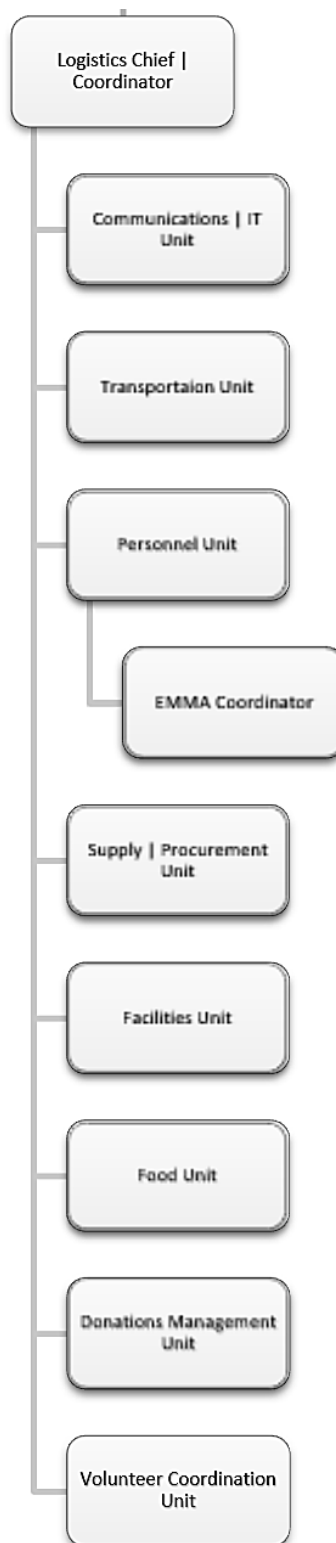 Logistics Chief |
Coordinator
Communications | IT
Unit
Transportaion Unit
Personnel Unit
EMMA Coordinator
Supply | Procurement
Unit
Facilities Unit
Food Unit
Donations Management
Unit
Volunteer Coordination
Unit